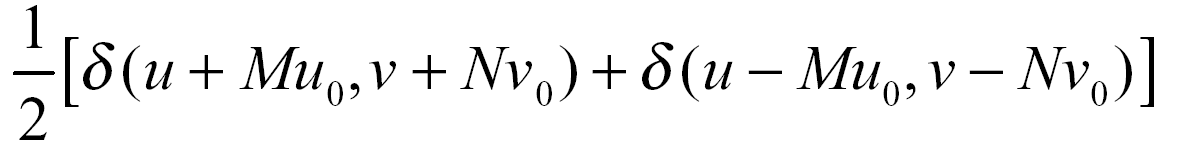 1/2[δ(u + Mu₀, v + Nv₀) + δ(u − Mu₀, v − Nv₀)]